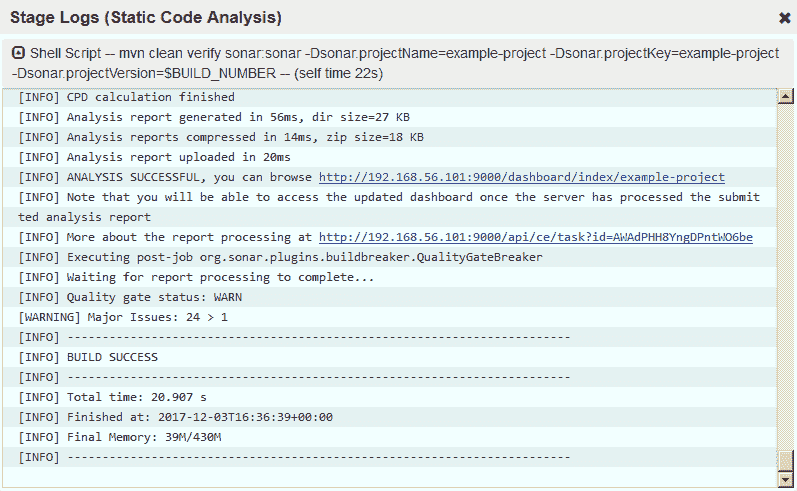 Stage Logs (Static Code Analysis)
Shell Script -- mvn clean verify sonar:sonar -Dsonar.projectName=example-project -Dsonar.projectKey=example-project
-Dsonar.projectVersion=$BUILD_NUMBER -- (self time 22s)
[INFO] CPD calculation finished
[INFO] Analysis report generated in 56ms, dir size=27 KB
[INFO] Analysis reports compressed in 14ms, zip size=18 KB
[INFO] Analysis report uploaded in 20ms
[INFO] ANALYSIS SUCCESSFUL, you can browse http://192.168.56.101:9000/dashboard/index/example-project
[INFO] Note that you will be able to access the updated dashboard once the server has processed the submit
ted analysis report
[INFO] More about the report processing at http://192.168.56.101:9000/api/ce/task?id=AWAdPHH8YngDPntWO6be
[INFO] Executing post-job org.sonar.plugins.buildbreaker.QualityGateBreaker
[INFO] Waiting for report processing to complete...
[INFO] Quality gate status: WARN
[WARNING] Major Issues: 24 > 1
[INFO] ------------------------------------------------------------------------
[INFO] BUILD SUCCESS
[INFO] ------------------------------------------------------------------------
[INFO] Total time: 20.907 s
[INFO] Finished at: 2017-12-03T16:36:39+00:00
[INFO] Final Memory: 39M/430M
[INFO] ------------------------------------------------------------------------